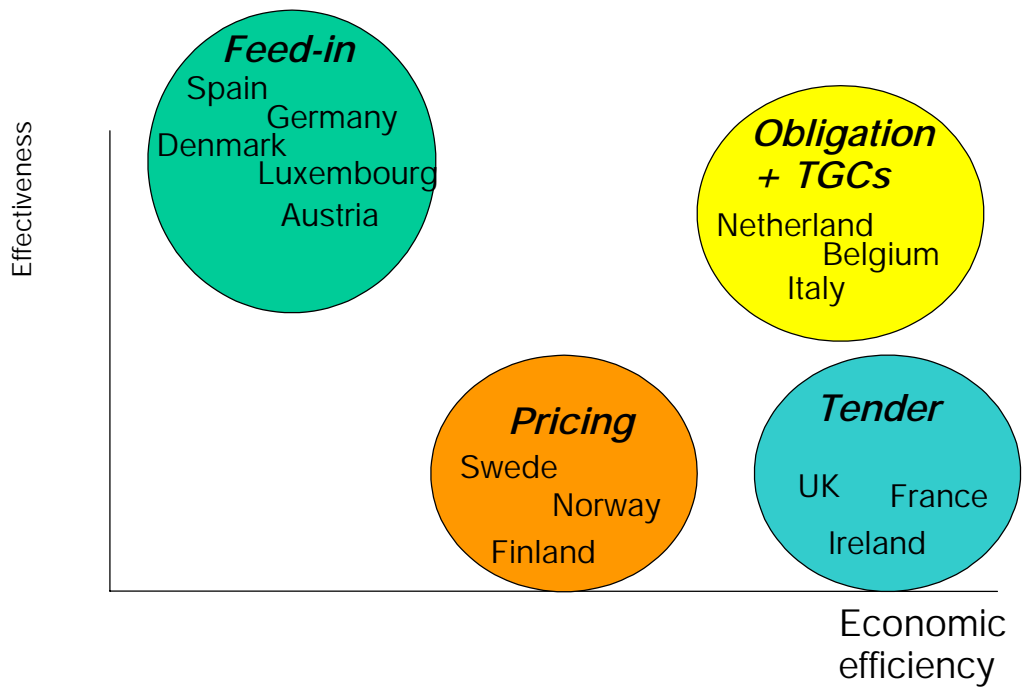 Feed-in
Spain
Germany
Denmark
Luxembourg
Austria
Effectiveness
Obligation
+ TGCs
Netherland
Belgium
Italy
Pricing
Swede
Norway
Finland
Tender
UK
France
Ireland
Economic
efficiency